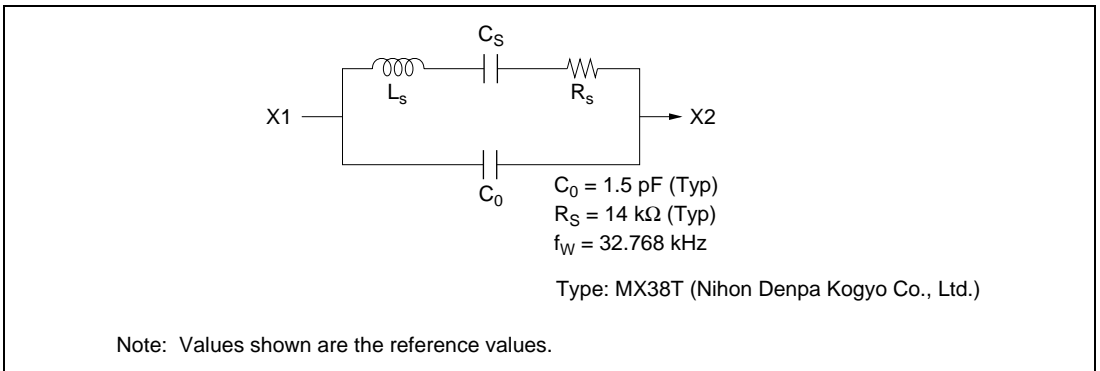 C_S
L_s
R_s
X1
X2
C_0
C_0 = 1.5 pF (Typ)
R_S = 14 kΩ (Typ)
f_W = 32.768 kHz
Type: MX38T (Nihon Denpa Kogyo Co., Ltd.)
Note: Values shown are the reference values.